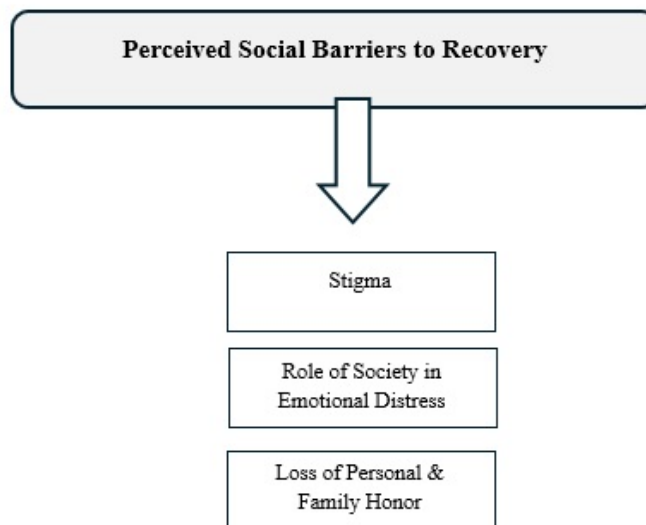 Perceived Social Barriers to Recovery
Stigma
Role of Society in
Emotional Distress
Loss of Personal &
Family Honor